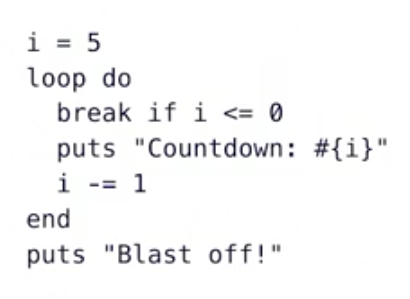 i = 5
loop do
  break if i <= 0
  puts "Countdown: #{i}"
  i -= 1
end
puts "Blast off!"